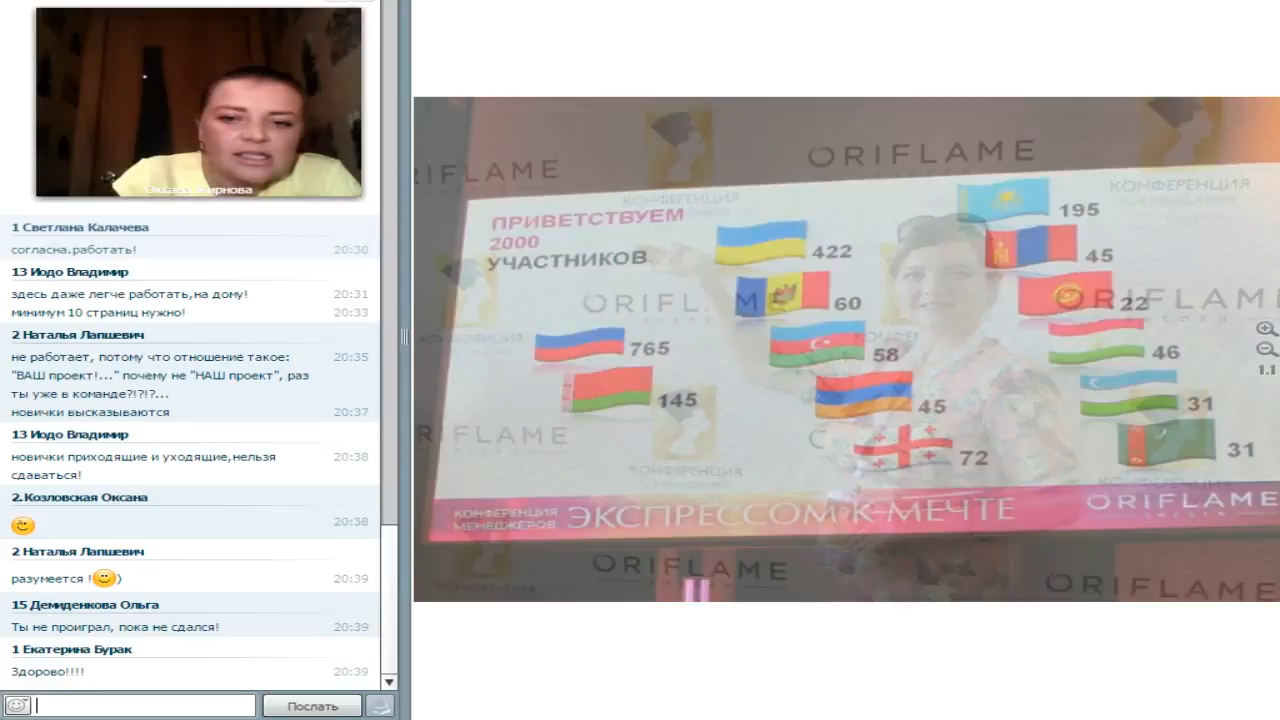 Оксана Смирнова
1 Светлана Калачева
согласна.работать!
20:30
13 Иодо Владимир
здесь даже легче работать,на дому!
20:31
минимум 10 страниц нужно!
20:33
2 Наталья Лапшевич
не работает, потому что отношение такое:
20:35
"ВАШ проект!..." почему не "НАШ проект", раз
ты уже в команде?!?!?...
новички высказываются
20:37
13 Иодо Владимир
новички приходящие и уходящие,нельзя
20:38
сдаваться!
2.Козловская Оксана
20:38
2 Наталья Лапшевич
разумеется !
)
20:39
15 Демиденкова Ольга
Ты не проиграл, пока не сдался!
20:39
1 Екатерина Бурак
Здорово!!!!
20:39
Послать
ORIFLAME
RIFLAME
КОНФЕРЕНЦИЯ
КОНФЕРЕНЦИЯ
ПРИВЕТСТВУЕМ
2000
УЧАСТНИКОВ
422
195
60
45
ORIFL
ORIFLAME
22
765
58
46
145
45
31
72
31
RIFLAME
КОНФЕРЕНЦИЯ
КОНФЕРЕНЦИЯ
МЕНЕДЖЕРОВ
ЭКСПРЕССОМ К МЕЧТЕ
ORIFLAME
ORIFLAME
ORIFLAME
1.1